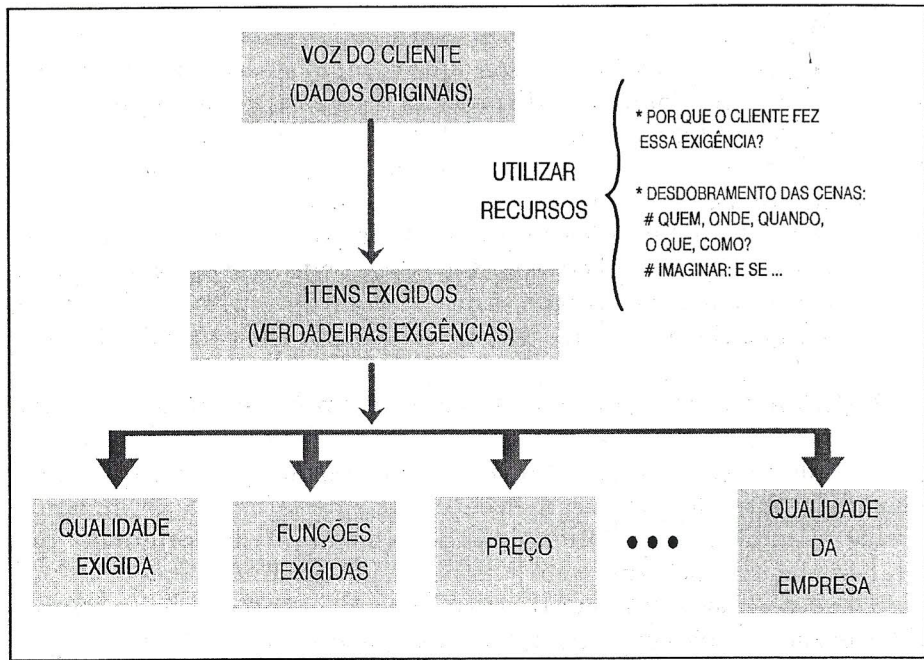 VOZ DO CLIENTE
(DADOS ORIGINAIS)
UTILIZAR
RECURSOS
* POR QUE O CLIENTE FEZ
ESSA EXIGÊNCIA?
* DESDOBRAMENTO DAS CENAS:
# QUEM, ONDE, QUANDO,
O QUE, COMO?
# IMAGINAR: E SE ...
ITENS EXIGIDOS
(VERDADEIRAS EXIGÊNCIAS)
QUALIDADE
EXIGIDA
FUNÇÕES
EXIGIDAS
PREÇO
•••
QUALIDADE
DA
EMPRESA